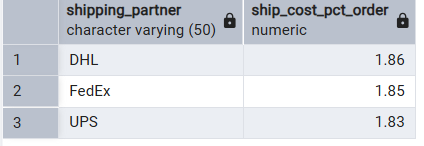 shipping_partner ship_cost_pct_order
character varying (50) numeric
1 DHL 1.86
2 FedEx 1.85
3 UPS 1.83